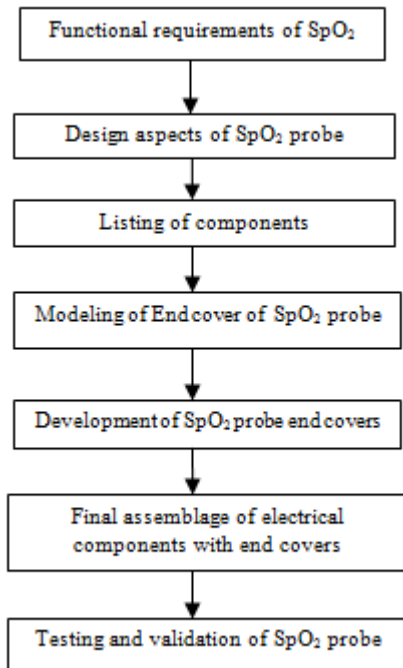 Functional requirements of SpO₂
Design aspects of SpO₂ probe
Listing of components
Modeling of End cover of SpO₂ probe
Development of SpO₂ probe end covers
Final assemblage of electrical
components with end covers
Testing and validation of SpO₂ probe